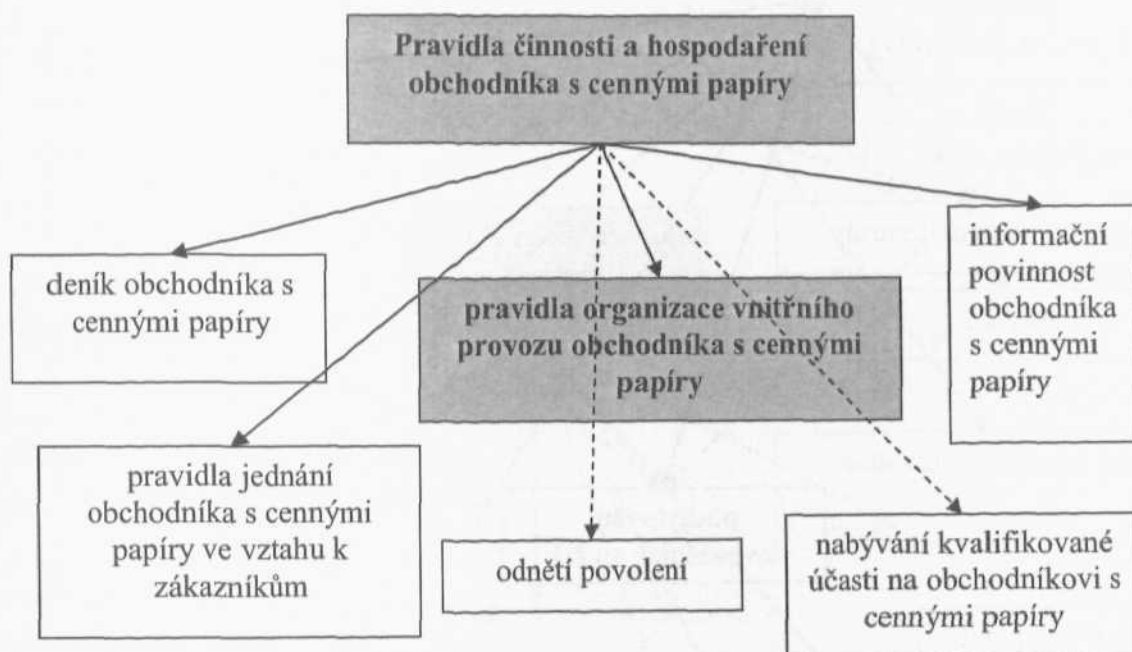 Pravidla činnosti a hospodaření
obchodníka s cennými papíry
deník obchodníka s
cennými papíry
pravidla organizace vnitřního
provozu obchodníka s cennými
papíry
informační
povinnost
obchodníka
s cennými
papíry
pravidla jednání
obchodníka s cennými
papíry ve vztahu k
zákazníkům
odnětí povolení
nabývání kvalifikované
účasti na obchodníkovi s
cennými papíry